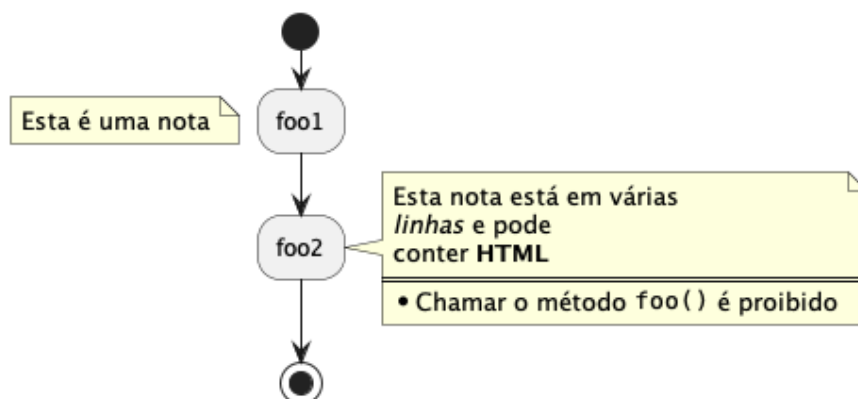 Esta é uma nota
foo1
Esta nota está em várias
linhas e pode
conter HTML
foo2
• Chamar o método foo() é proibido